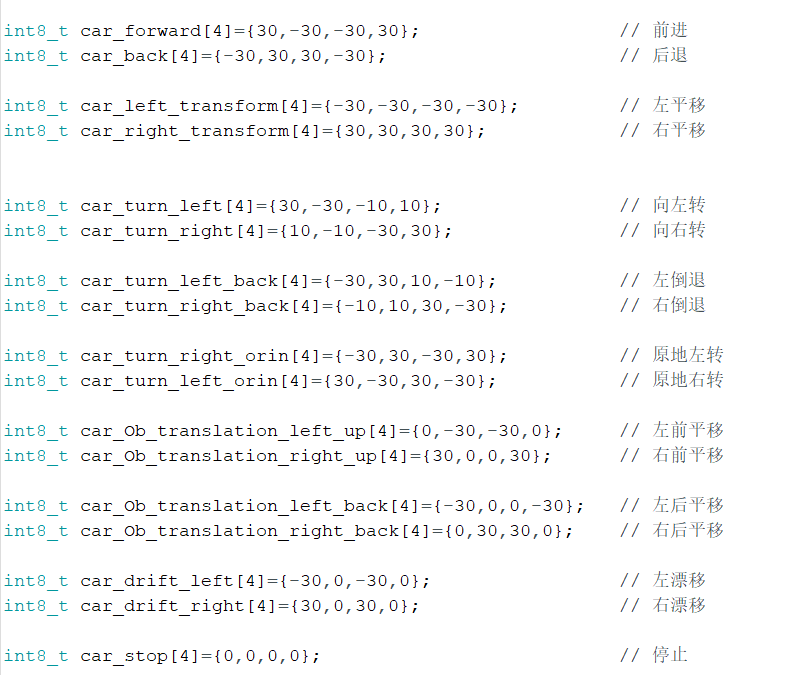 int8_t car_forward[4]={30,-30,-30,30}; // 前进
int8_t car_back[4]={-30,30,30,-30}; // 后退
int8_t car_left_transform[4]={-30,-30,-30,-30}; // 左平移
int8_t car_right_transform[4]={30,30,30,30}; // 右平移
int8_t car_turn_left[4]={30,-30,-10,10}; // 向左转
int8_t car_turn_right[4]={10,-10,-30,30}; // 向右转
int8_t car_turn_left_back[4]={-30,30,10,-10}; // 左倒退
int8_t car_turn_right_back[4]={-10,10,30,-30}; // 右倒退
int8_t car_turn_right_orin[4]={-30,30,-30,30}; // 原地左转
int8_t car_turn_left_orin[4]={30,-30,30,-30}; // 原地右转
int8_t car_Ob_translation_left_up[4]={0,-30,-30,0}; // 左前平移
int8_t car_Ob_translation_right_up[4]={30,0,0,30}; // 右前平移
int8_t car_Ob_translation_left_back[4]={-30,0,0,-30}; // 左后平移
int8_t car_Ob_translation_right_back[4]={0,30,30,0}; // 右后平移
int8_t car_drift_left[4]={-30,0,-30,0}; // 左漂移
int8_t car_drift_right[4]={30,0,30,0}; // 右漂移
int8_t car_stop[4]={0,0,0,0}; // 停止